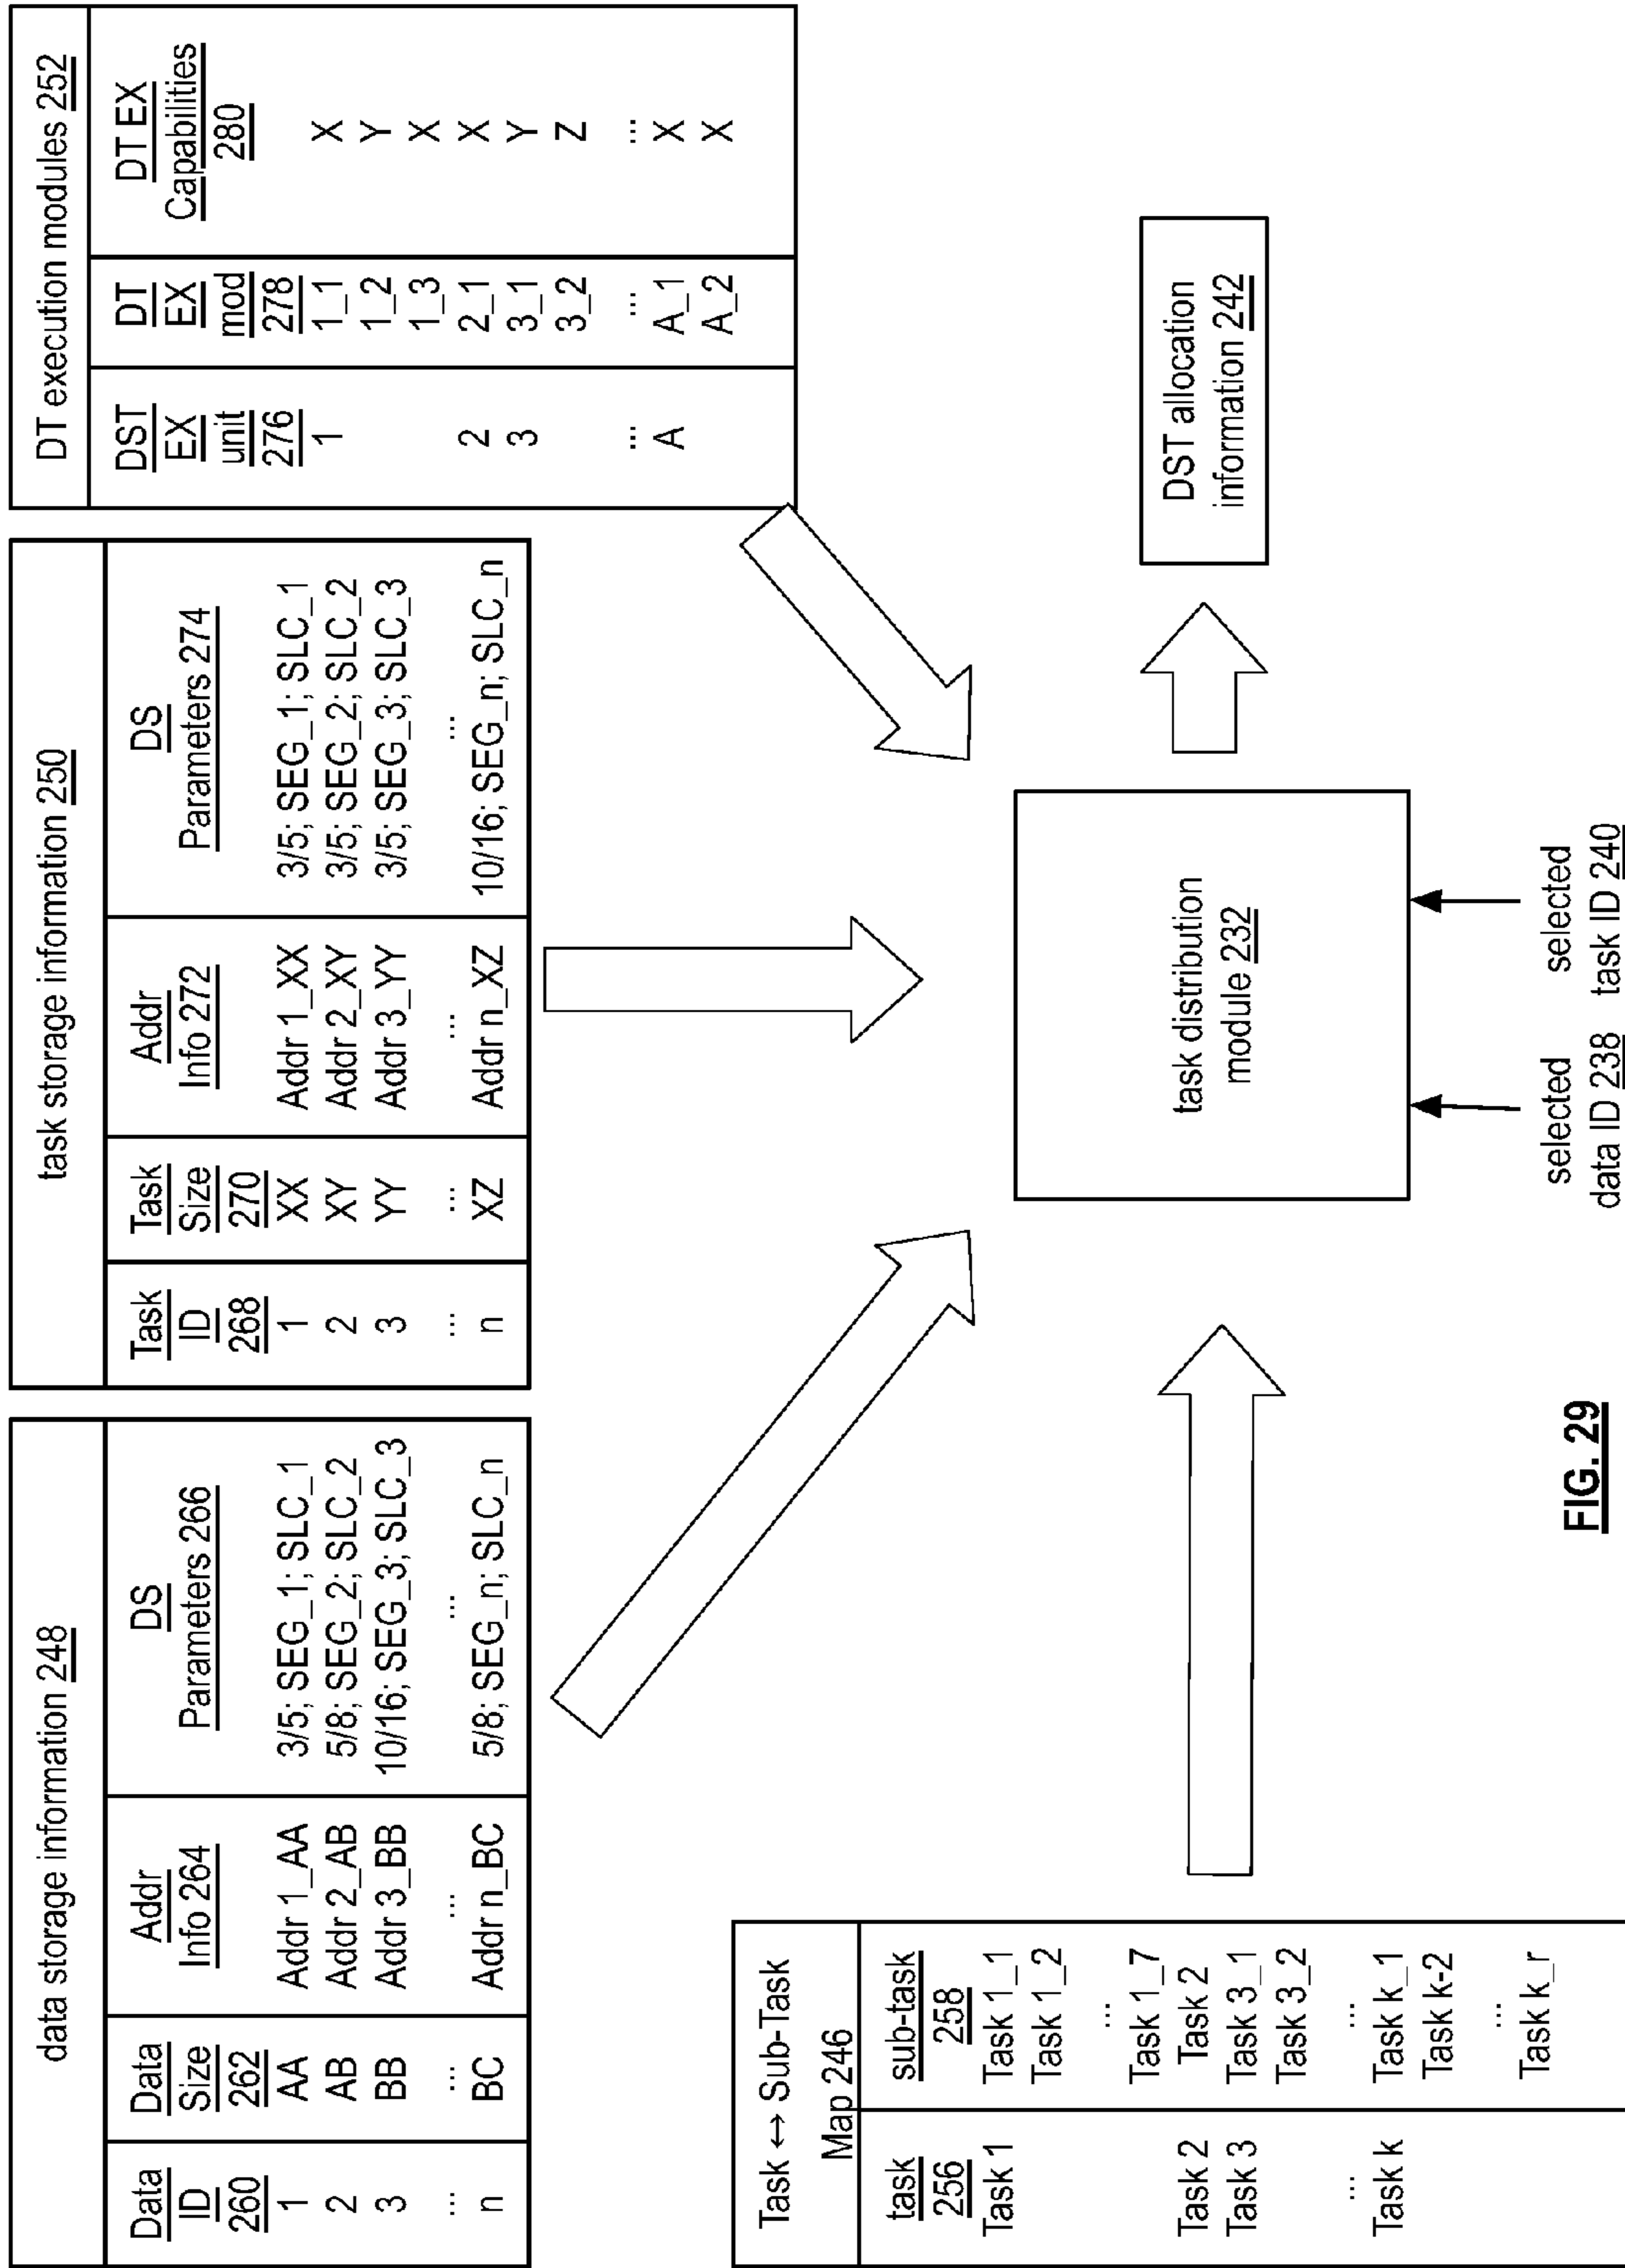 data storage information 248
Data ID 260 Data Size 262 Addr Info 264 DS Parameters 266
1 AA Addr 1_AA 3/5; SEG_1; SLC_1
2 AB Addr 2_AB 5/8; SEG_2; SLC_2
3 BB Addr 3_BB 10/16; SEG_3; SLC_3
... ... ... ...
n BC Addr n_BC 5/8; SEG_n; SLC_n
task storage information 250
Task ID 268 Task Size 270 Addr Info 272 DS Parameters 274
1 XX Addr 1_XX 3/5; SEG_1; SLC_1
2 XY Addr 2_XY 3/5; SEG_2; SLC_2
3 YY Addr 3_YY 3/5; SEG_3; SLC_3
... ... ... ...
n XZ Addr n_XZ 10/16; SEG_n; SLC_n
DT execution modules 252
DST EX unit 276 DT EX mod 278 DT EX Capabilities 280
1 1_1 X
1_2 Y
1_3 X
2 2_1 X
3 3_1 Y
3_2 Z
... ... ...
A A_1 X
A_2 X
Task ↔ Sub-Task
Map 246
task 256 sub-task 258
Task 1 Task 1_1
Task 1_2
...
Task 1_7
Task 2 Task 2
Task 3 Task 3_1
Task 3_2
... ...
Task k Task k_1
Task k-2
...
Task k_r
task distribution
module 232
DST allocation
information 242
selected
data ID 238
selected
task ID 240
FIG. 29